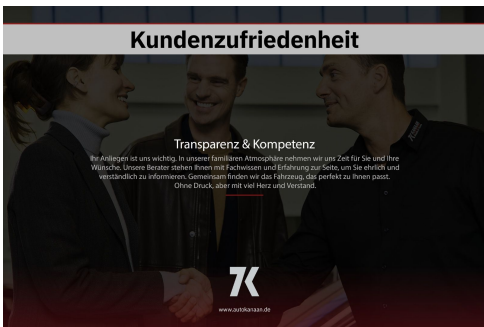 Kundenzufriedenheit
Transparenz & Kompetenz
Ihr Anliegen ist uns wichtig. In unserer familiären Atmosphäre nehmen wir uns Zeit für Sie und Ihre
Wünsche. Unsere Berater stehen Ihnen mit Fachwissen und Erfahrung zur Seite, um Sie ehrlich und
verständlich zu informieren. Gemeinsam finden wir das Fahrzeug, das perfekt zu Ihnen passt.
Ohne Druck, aber mit viel Herz und Verstand.
www.autokanaan.de